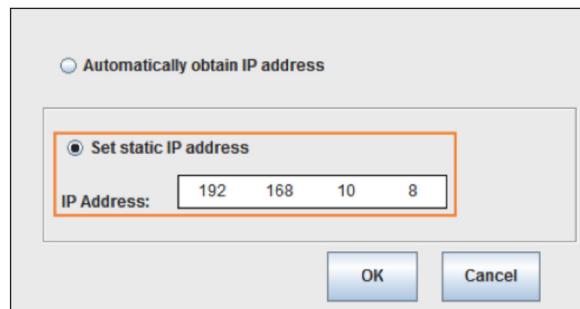 Automatically obtain IP address
Set static IP address
IP Address: 192 168 10 8
OK Cancel